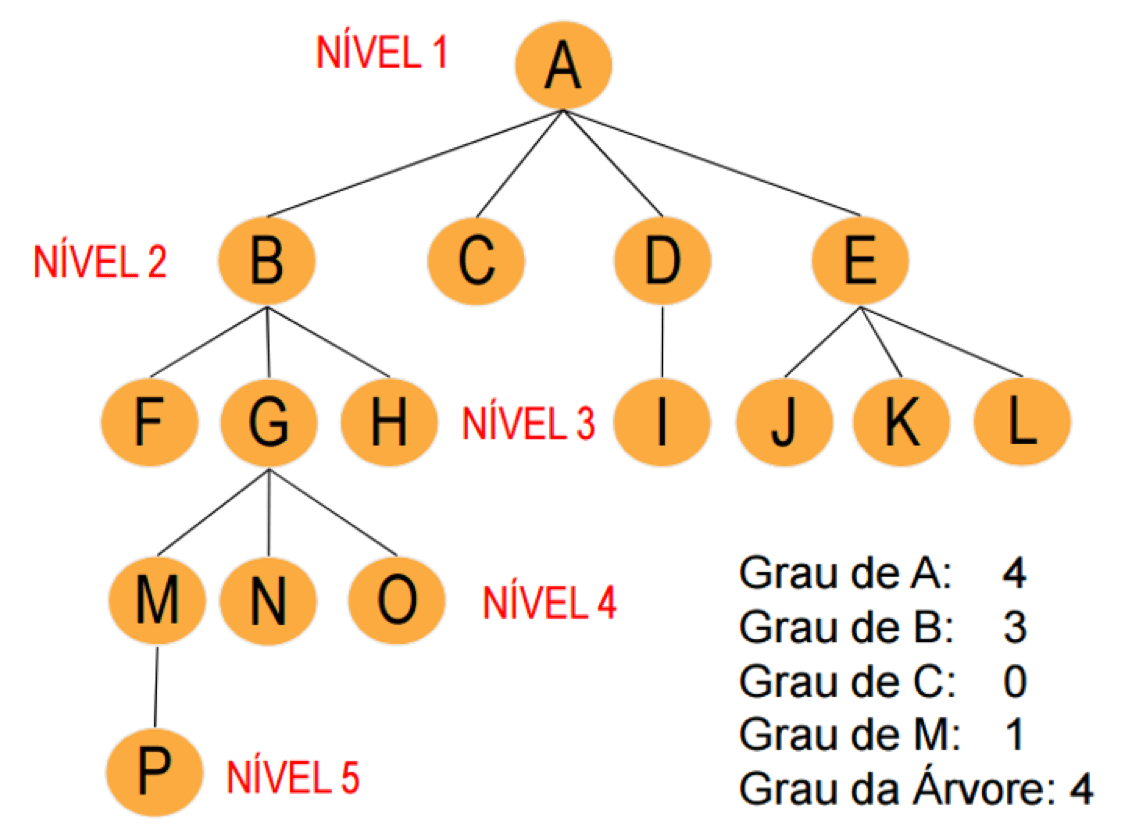 NÍVEL 1 A
NÍVEL 2 B C D E
F G H NÍVEL 3 I J K L
M N O NÍVEL 4
P NÍVEL 5
Grau de A: 4
Grau de B: 3
Grau de C: 0
Grau de M: 1
Grau da Árvore: 4